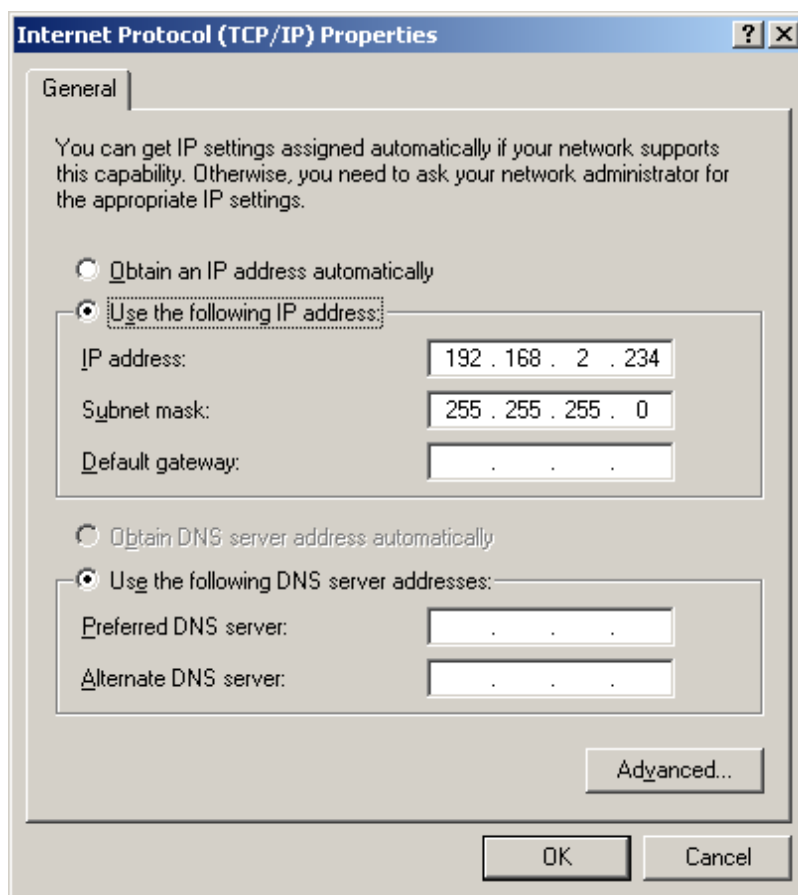 Internet Protocol (TCP/IP) Properties
General
You can get IP settings assigned automatically if your network supports
this capability. Otherwise, you need to ask your network administrator for
the appropriate IP settings.
Obtain an IP address automatically
Use the following IP address:
IP address: 192 . 168 . 2 . 234
Subnet mask: 255 . 255 . 255 . 0
Default gateway: . . .
Obtain DNS server address automatically
Use the following DNS server addresses:
Preferred DNS server: . . .
Alternate DNS server: . . .
Advanced...
OK Cancel